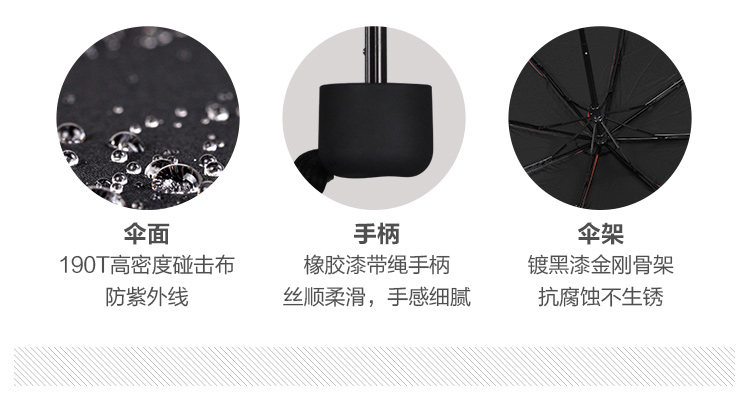 伞面
190T高密度碰击布
防紫外线
手柄
橡胶漆带绳手柄
丝顺柔滑，手感细腻
伞架
镀黑漆金刚骨架
抗腐蚀不生锈